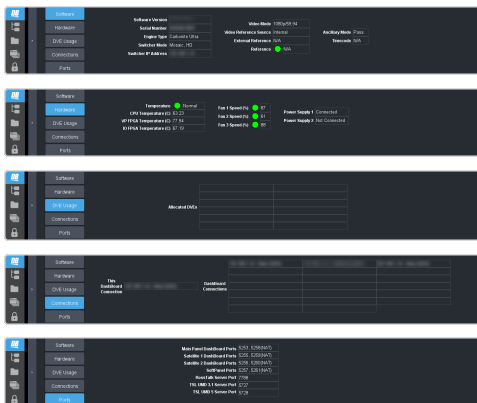 Software
Hardware
DVE Usage
Connections
Ports
Software Version
Serial Number
Engine Type Carbonite Ultra
Switcher Mode Mosaic, HD
Switcher IP Address
Video Mode 1080p/59.94
Video Reference Source Internal
External Reference N/A
Reference N/A
Ancillary Mode Pass
Timecode N/A
Software
Hardware
DVE Usage
Connections
Ports
Temperature Normal
CPU Temperature (C) 63.23
VP FPGA Temperature (C) 77.94
IO FPGA Temperature (C) 67.19
Fan 1 Speed (%)
Fan 2 Speed (%)
Fan 3 Speed (%)
Power Supply 1 Connected
Power Supply 2 Not Connected
Software
Hardware
DVE Usage
Connections
Ports
Allocated DVEs
Software
Hardware
DVE Usage
Connections
Ports
This
DashBoard
Connection
DashBoard
Connections
Software
Hardware
DVE Usage
Connections
Ports
Main Panel DashBoard Ports 5253 , 5259(NAT)
Satellite 1 DashBoard Ports 5255 , 5259(NAT)
Satellite 2 DashBoard Ports 5256 , 5260(NAT)
SoftPanel Ports 5257 , 5261(NAT)
RossTalk Server Port 7788
TSL UMD 3.1 Server Port 5727
TSL UMD 5 Server Port 5728